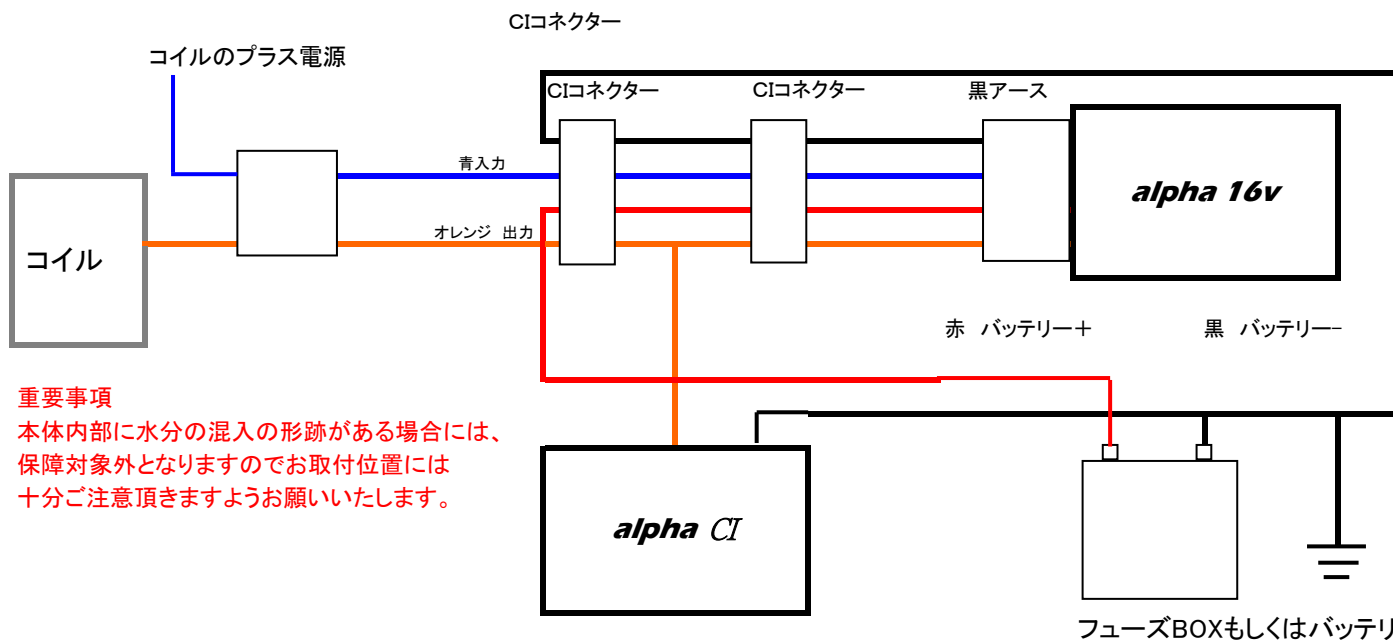 CIコネクター
コイルのプラス電源
CIコネクター
CIコネクター
黒アース
青入力
alpha 16v
オレンジ 出力
コイル
赤 バッテリー+
黒 バッテリー−
重要事項
本体内部に水分の混入の形跡がある場合には、
保障対象外となりますのでお取付位置には
十分ご注意頂きますようお願いいたします。
alpha CI
フューズBOXもしくはバッテリ